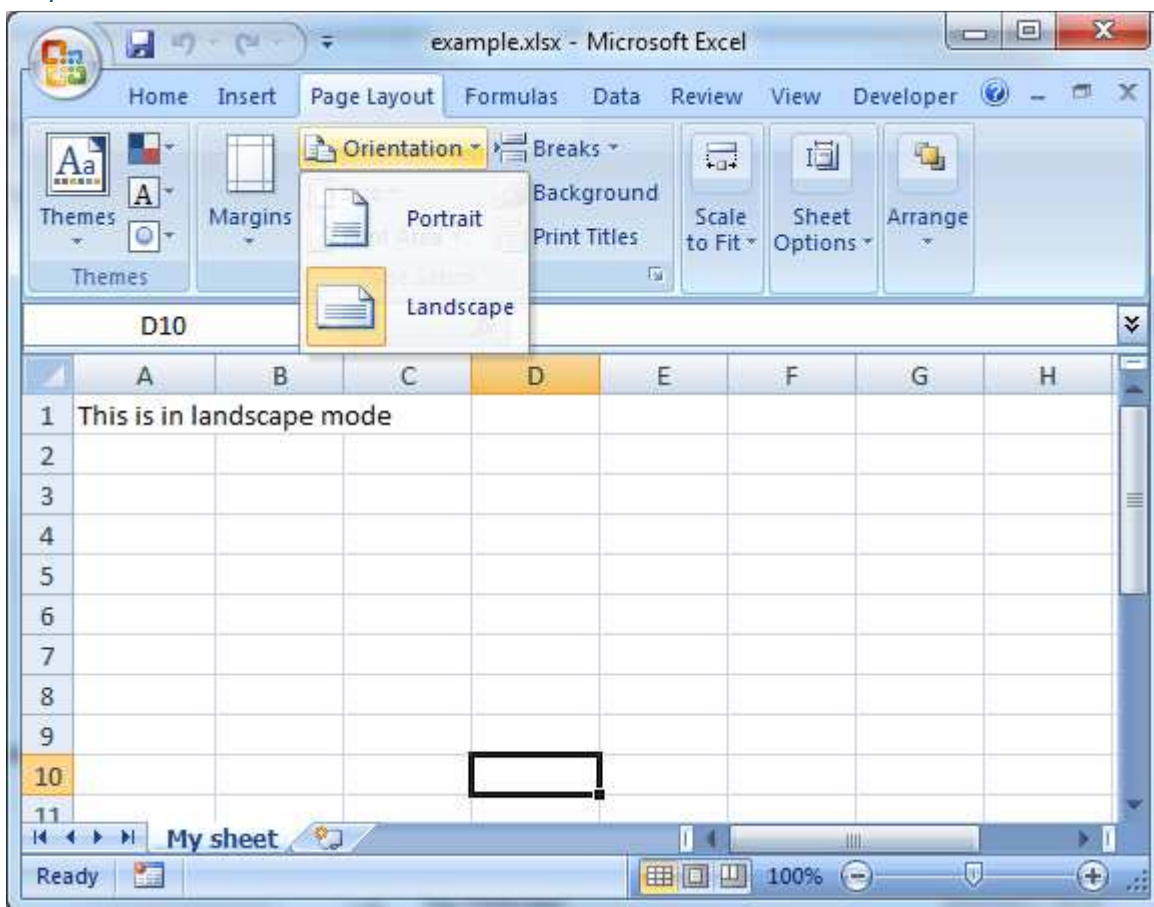 example.xlsx - Microsoft Excel
Home Insert Page Layout Formulas Data Review View Developer
Aa Orientation Breaks
A Background
Themes Margins Portrait Print Titles Scale to Fit Sheet Options Arrange
Themes
Landscape
D10
A B C D E F G H
1 This is in landscape mode
2
3
4
5
6
7
8
9
10
11
My sheet
Ready 100%